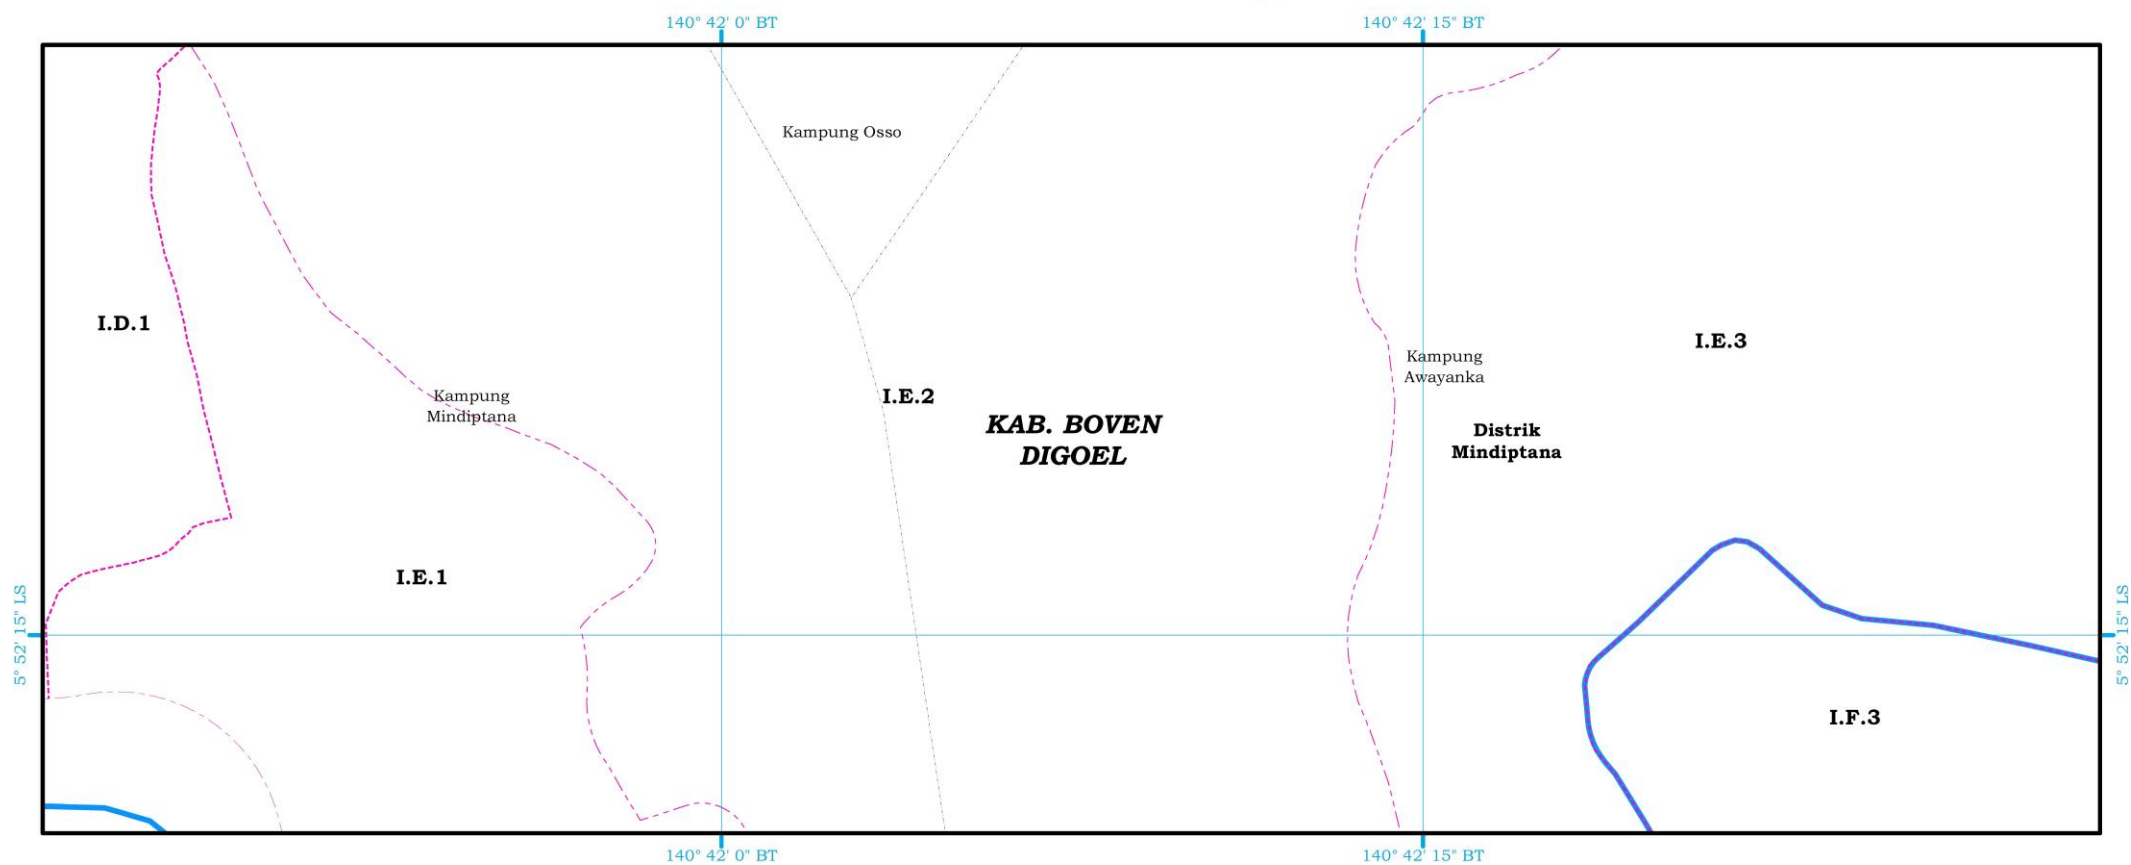 140° 42' 0" BT
140° 42' 15" BT
Kampung Osso
I.D.1
I.E.3
Kampung
Awayanka
Kampung
Mindiptana
I.E.2
KAB. BOVEN
DIGOEL
Distrik
Mindiptana
I.E.1
5° 52' 15" LS
5° 52' 15" LS
I.F.3
140° 42' 0" BT
140° 42' 15" BT